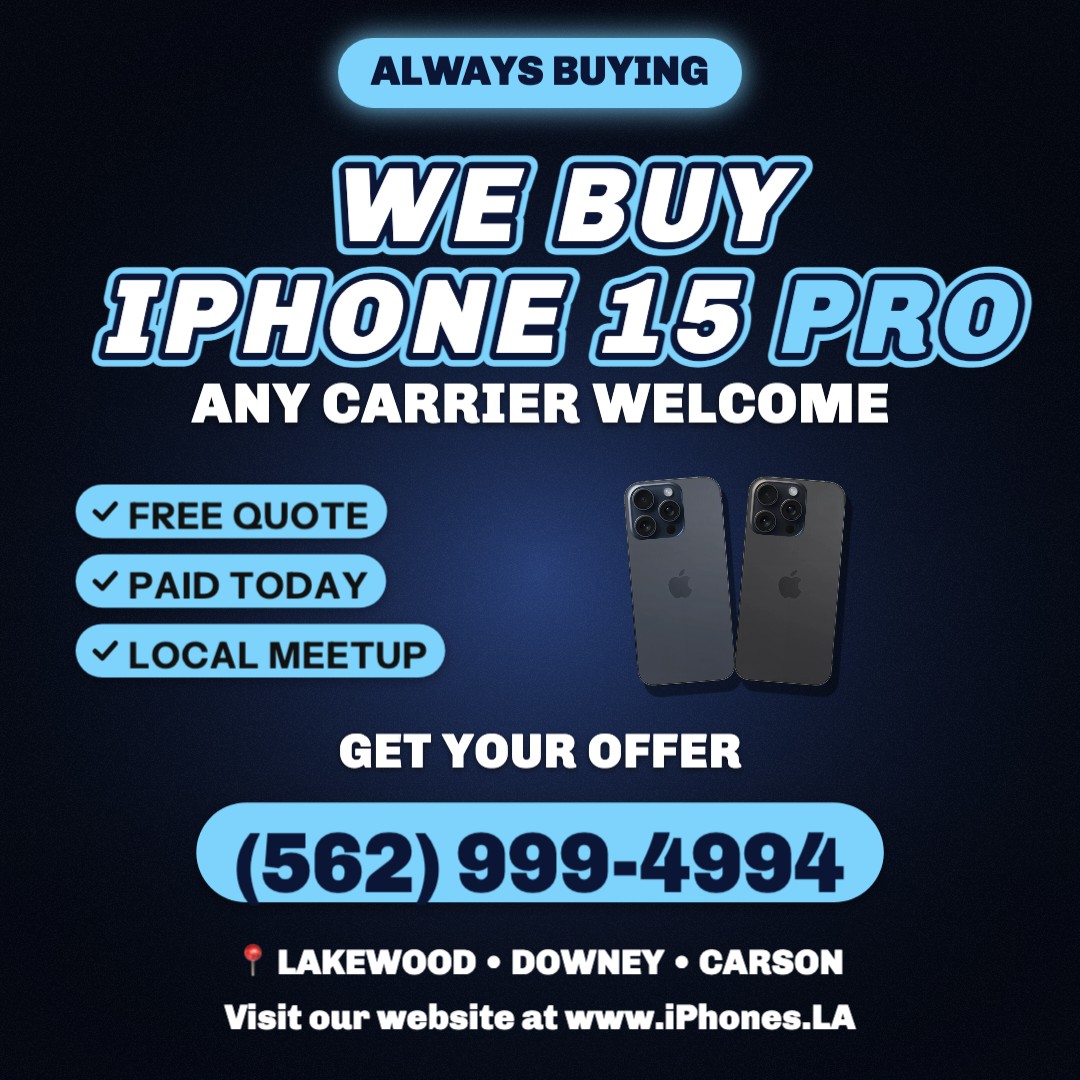 ALWAYS BUYING
WE BUY
IPHONE 15 PRO
ANY CARRIER WELCOME
✓ FREE QUOTE
✓ PAID TODAY
✓ LOCAL MEETUP
GET YOUR OFFER
(562) 999-4994
📍 LAKEWOOD • DOWNEY • CARSON
Visit our website at www.iPhones.LA